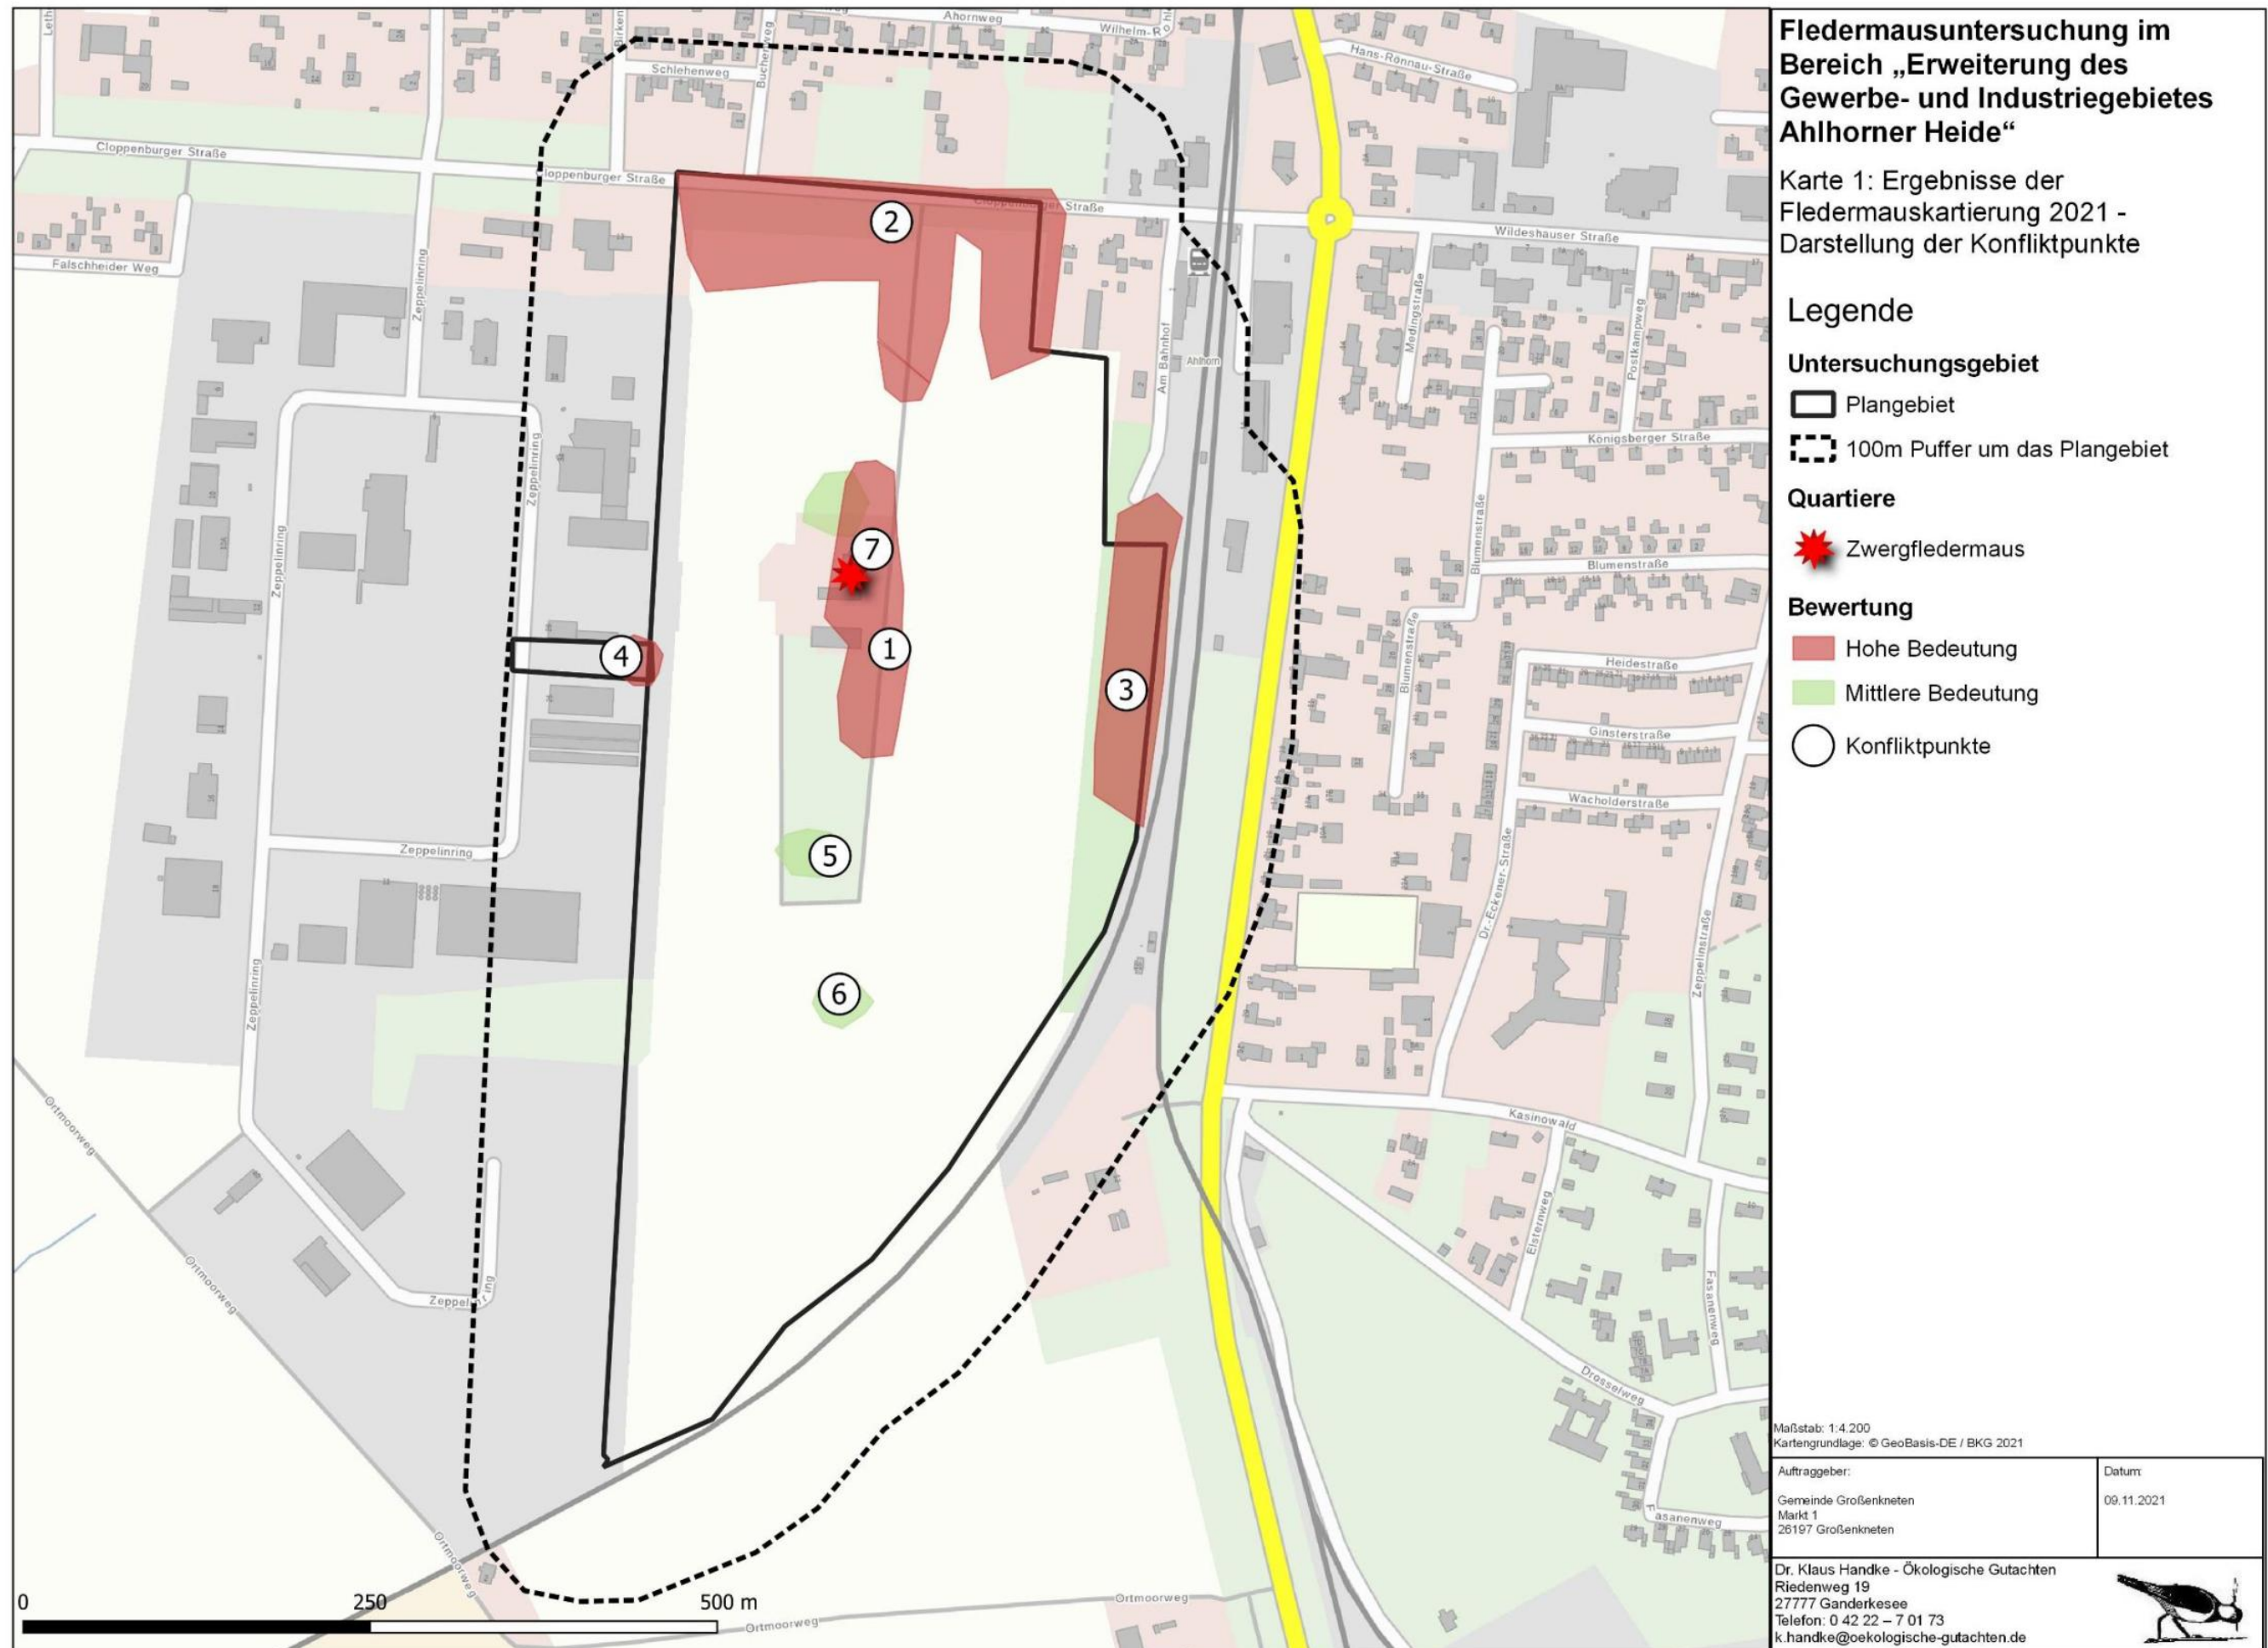 Fledermausuntersuchung im
Bereich „Erweiterung des
Gewerbe- und Industriegebietes
Ahlhorner Heide“
Karte 1: Ergebnisse der
Fledermauskartierung 2021 -
Darstellung der Konfliktpunkte
Legende
Untersuchungsgebiet
Plangebiet
100m Puffer um das Plangebiet
Quartiere
Zwergfledermaus
Bewertung
Hohe Bedeutung
Mittlere Bedeutung
Konfliktpunkte
Maßstab: 1:4.200
Kartengrundlage: © GeoBasis-DE / BKG 2021
Auftraggeber:
Gemeinde Großenkneten
Markt 1
26197 Großenkneten
Datum:
09.11.2021
Dr. Klaus Handke - Ökologische Gutachten
Riedenweg 19
27777 Ganderkesee
Telefon: 0 42 22 – 7 01 73
k.handke@oekologische-gutachten.de
Ahornweg
Schlehenweg
Buchenweg
Hans-Ronnau-Straße
Cloppenburger Straße
Cloppenburger Straße
Cloppenburger Straße
Wildeshauser Straße
Falschheider Weg
Zeppelinring
Zeppelinring
Zeppelinring
Zeppelinring
Zeppelinring
Zeppelinring
Am Bahnhof
Ahlhorn
Medingstraße
Postkampweg
Königsberger Straße
Blumenstraße
Blumenstraße
Blumenstraße
Heidestraße
Ginsterstraße
Wacholderstraße
Dr.-Eckener-Straße
Zeppelinstraße
Kasinowald
Elsternweg
Fasanenweg
Drosselweg
Fasanenweg
Ortmoorweg
Ortmoorweg
Ortmoorweg
Ortmoorweg
Ortmoorweg
2
7
1
4
3
5
6
0
250
500 m